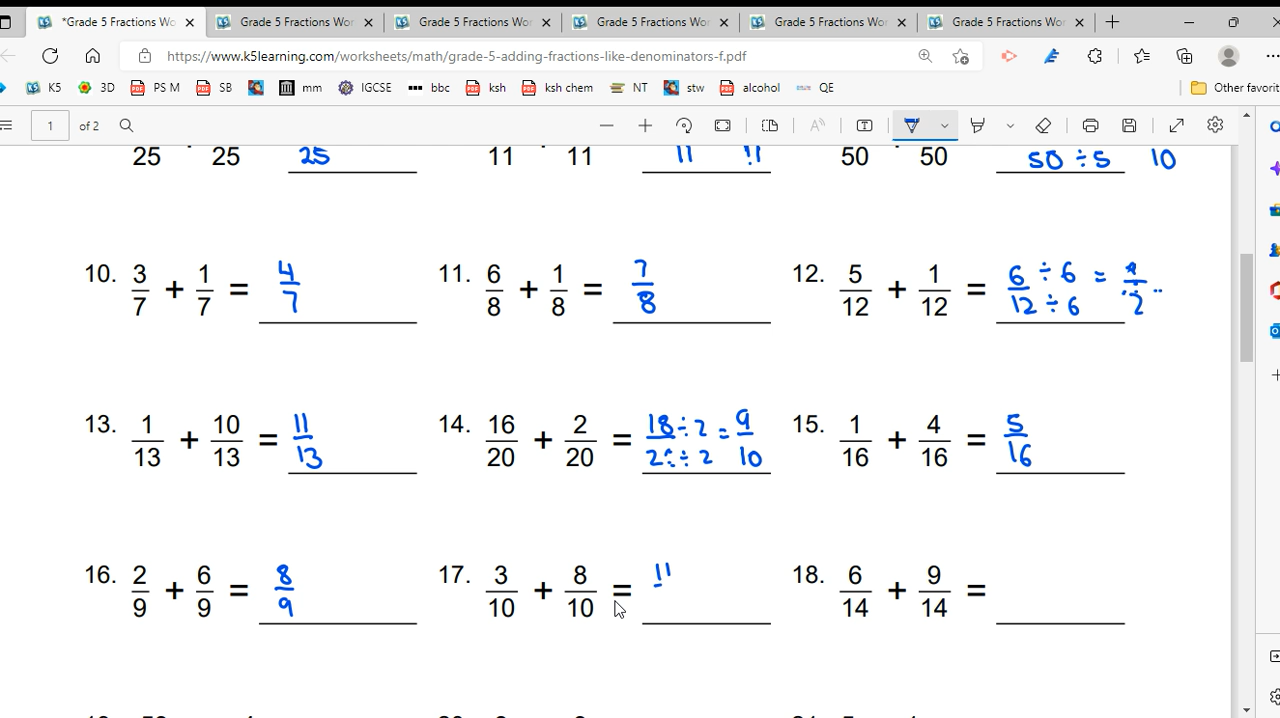 *Grade 5 Fractions Wo
Grade 5 Fractions Wor
Grade 5 Fractions Wor
Grade 5 Fractions Wor
Grade 5 Fractions Wor
Grade 5 Fractions Wor
https://www.k5learning.com/worksheets/math/grade-5-adding-fractions-like-denominators-f.pdf
K5 3D PS M SB mm IGCSE bbc ksh ksh chem NT stw alcohol QE Other favorit
1 of 2
25 25 25 11 11 11 11 50 50 50 ÷ 5 10
10. 3/7 + 1/7 = 4/7
11. 6/8 + 1/8 = 7/8
12. 5/12 + 1/12 = 6 ÷ 6 / 12 ÷ 6 = 1/2
13. 1/13 + 10/13 = 11/13
14. 16/20 + 2/20 = 18 ÷ 2 / 20 ÷ 2 = 9/10
15. 1/16 + 4/16 = 5/16
16. 2/9 + 6/9 = 8/9
17. 3/10 + 8/10 = 11
18. 6/14 + 9/14 =